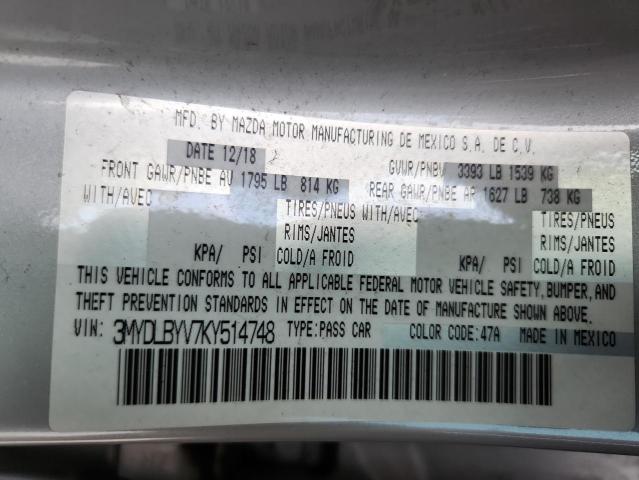 MFD. BY MAZDA MOTOR MANUFACTURING DE MEXICO S.A. DE C.V.
DATE 12/18 GVWR/PNBV 3393 LB 1539 KG
FRONT GAWR/PNBE AV 1795 LB 814 KG REAR GAWR/PNBE AR 1627 LB 738 KG
WITH/AVEC TIRES/PNEUS WITH/AVEC TIRES/PNEUS
RIMS/JANTES RIMS/JANTES
KPA/ PSI COLD/A FROID KPA/ PSI COLD/A FROID
THIS VEHICLE CONFORMS TO ALL APPLICABLE FEDERAL MOTOR VEHICLE SAFETY, BUMPER, AND
THEFT PREVENTION STANDARDS IN EFFECT ON THE DATE OF MANUFACTURE SHOWN ABOVE.
VIN: 3MYDLBYV7KY514748 TYPE:PASS CAR COLOR CODE:47A MADE IN MEXICO